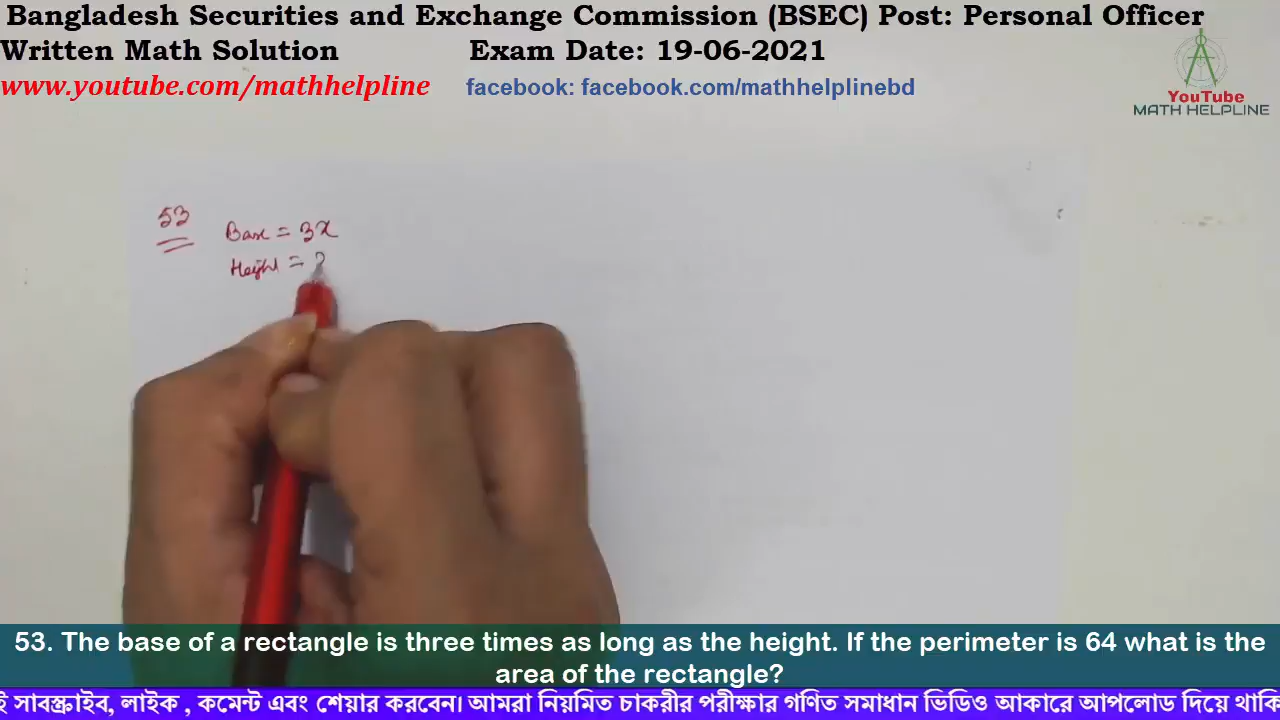 Bangladesh Securities and Exchange Commission (BSEC) Post: Personal Officer
Written Math Solution Exam Date: 19-06-2021
www.youtube.com/mathhelpline facebook: facebook.com/mathhelplinebd
YouTube
MATH HELPLINE
53
Base = 3x
Height =
53. The base of a rectangle is three times as long as the height. If the perimeter is 64 what is the
area of the rectangle?
সাবস্ক্রাইব, লাইক , কমেন্ট এবং শেয়ার করবেন। আমরা নিয়মিত চাকরীর পরীক্ষার গণিত সমাধান ভিডিও আকারে আপলোড দিয়ে